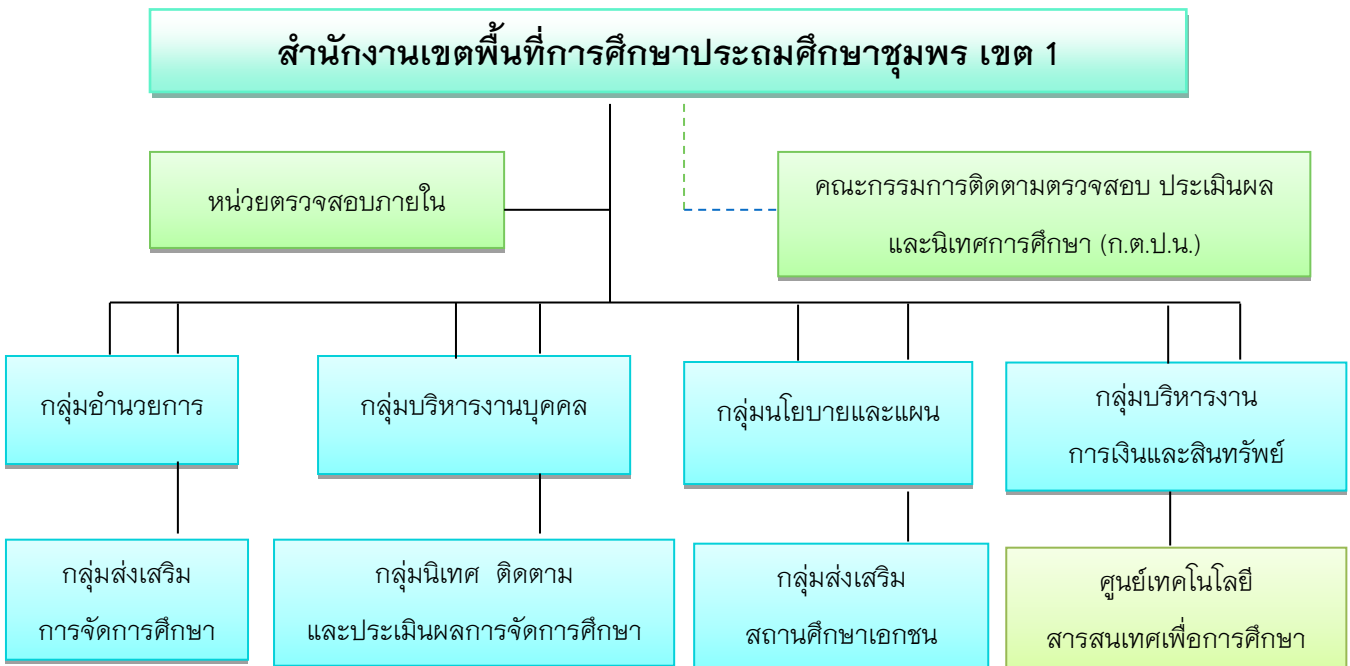 สำนักงานเขตพื้นที่การศึกษาประถมศึกษาชุมพร เขต 1
หน่วยตรวจสอบภายใน
คณะกรรมการติดตามตรวจสอบ ประเมินผล
และนิเทศการศึกษา (ก.ต.ป.น.)
กลุ่มอำนวยการ
กลุ่มบริหารงานบุคคล
กลุ่มนโยบายและแผน
กลุ่มบริหารงาน
การเงินและสินทรัพย์
กลุ่มส่งเสริม
การจัดการศึกษา
กลุ่มนิเทศ ติดตาม
และประเมินผลการจัดการศึกษา
กลุ่มส่งเสริม
สถานศึกษาเอกชน
ศูนย์เทคโนโลยี
สารสนเทศเพื่อการศึกษา